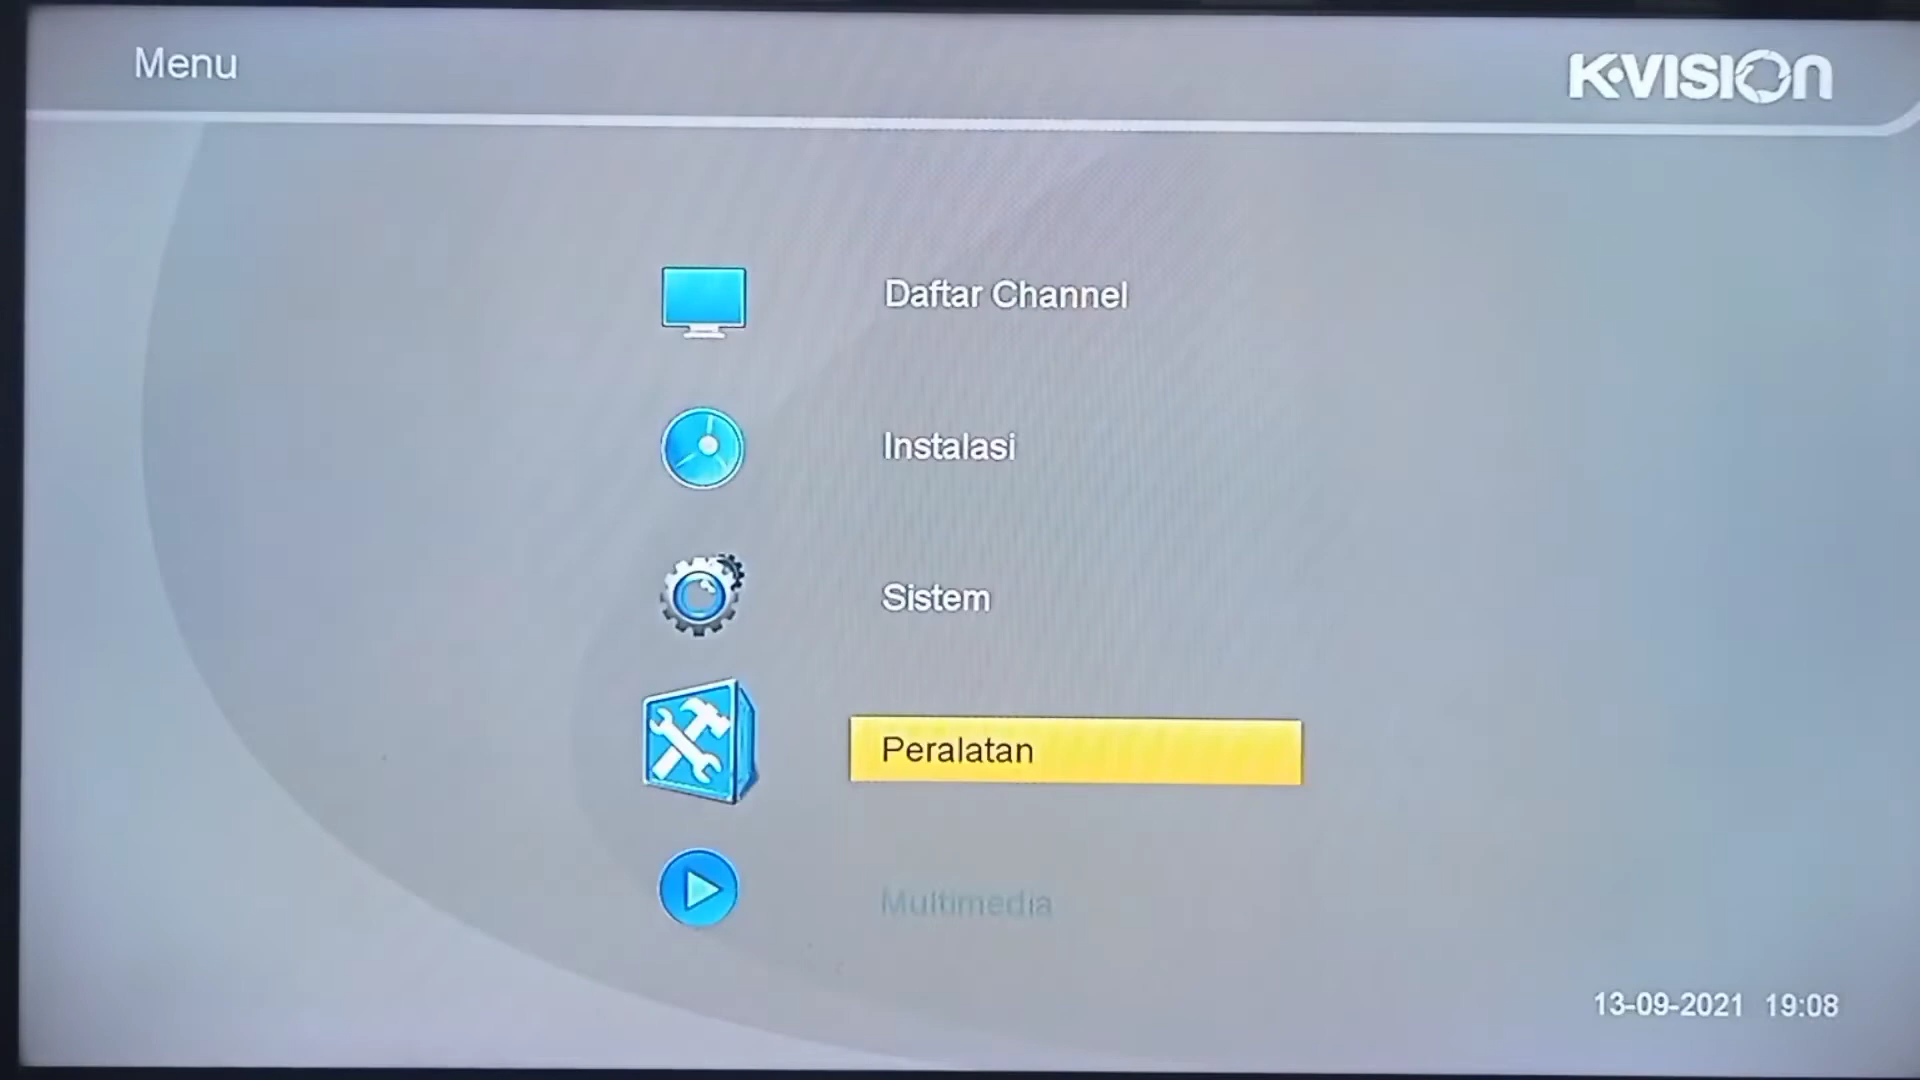 Menu
K-VISION
Daftar Channel
Instalasi
Sistem
Peralatan
Multimedia
13-09-2021 19:08